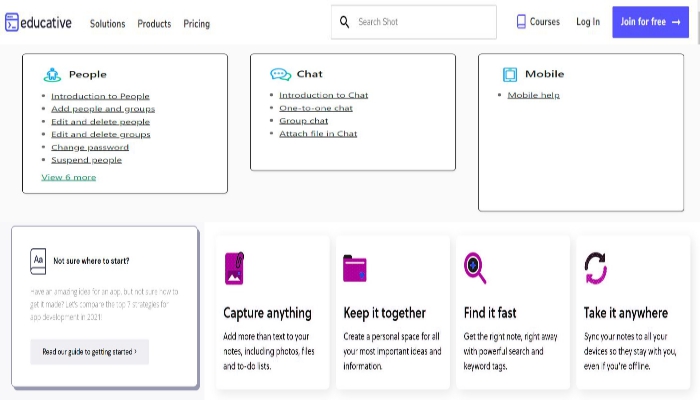 educative
Solutions
Products
Pricing
Search Shot
Courses
Log In
Join for free →
People
• Introduction to People
• Add people and groups
• Edit and delete people
• Edit and delete groups
• Change password
• Suspend people
View 6 more
Chat
• Introduction to Chat
• One-to-one chat
• Group chat
• Attach file in Chat
Mobile
• Mobile help
Aa
Not sure where to start?
Have an amazing idea for an app, but not sure how to
get it made? Let's compare the top 7 strategies for
app development in 2021!
Read our guide to getting started ›
Capture anything
Add more than text to your
notes, including photos, files
and to-do lists.
Keep it together
Create a personal space for all
your most important ideas and
information.
Find it fast
Get the right note, right away
with powerful search and
keyword tags.
Take it anywhere
Sync your notes to all your
devices so they stay with you,
even if you're offline.